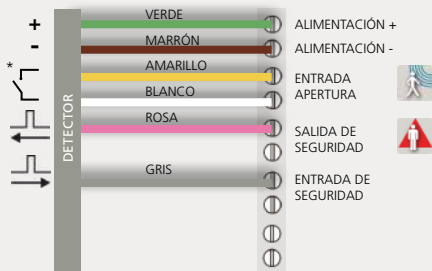 + VERDE ALIMENTACIÓN +
- MARRÓN ALIMENTACIÓN -
* AMARILLO ENTRADA
BLANCO APERTURA
ROSA SALIDA DE
SEGURIDAD
GRIS ENTRADA DE
SEGURIDAD
DETECTOR